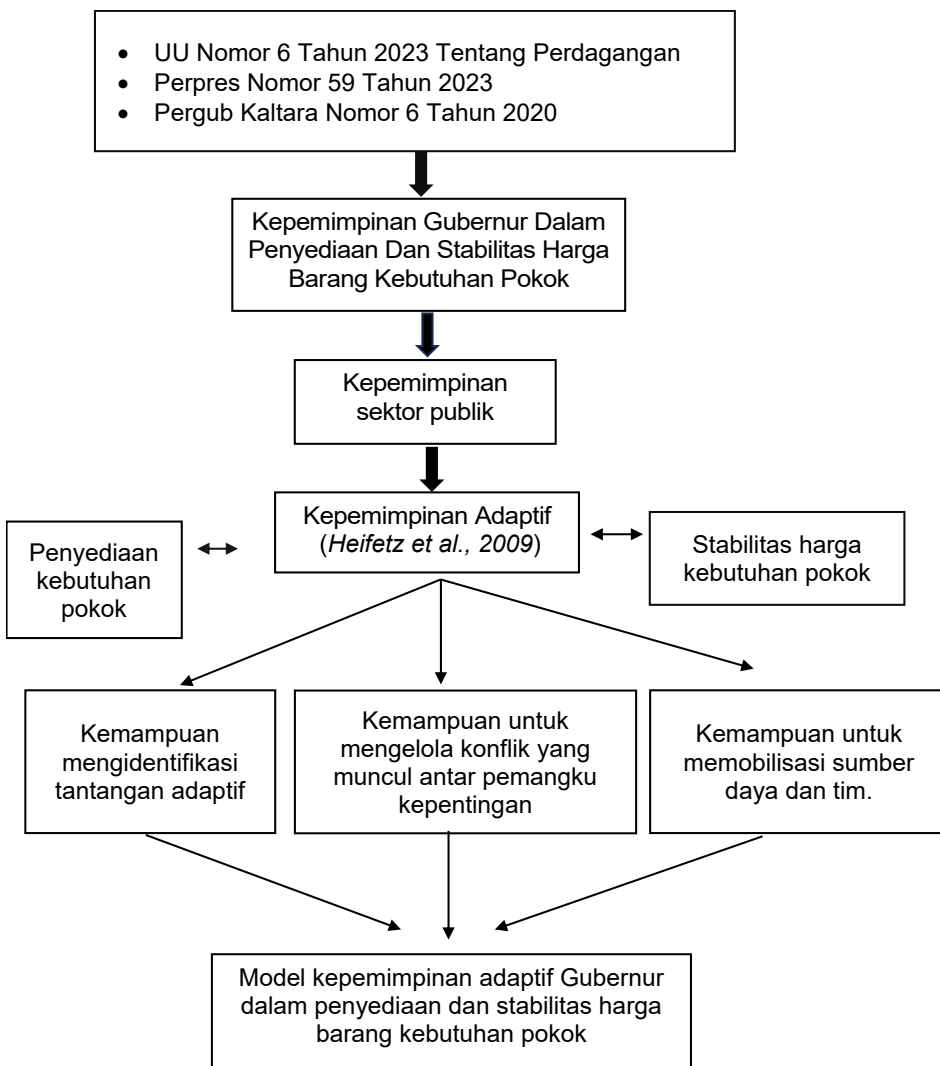 • UU Nomor 6 Tahun 2023 Tentang Perdagangan
• Perpres Nomor 59 Tahun 2023
• Pergub Kaltara Nomor 6 Tahun 2020
Kepemimpinan Gubernur Dalam
Penyediaan Dan Stabilitas Harga
Barang Kebutuhan Pokok
Kepemimpinan
sektor publik
Kepemimpinan Adaptif
(Heifetz et al., 2009)
Penyediaan
kebutuhan
pokok
Stabilitas harga
kebutuhan pokok
Kemampuan
mengidentifikasi
tantangan adaptif
Kemampuan untuk
mengelola konflik yang
muncul antar pemangku
kepentingan
Kemampuan untuk
memobilisasi sumber
daya dan tim.
Model kepemimpinan adaptif Gubernur
dalam penyediaan dan stabilitas harga
barang kebutuhan pokok